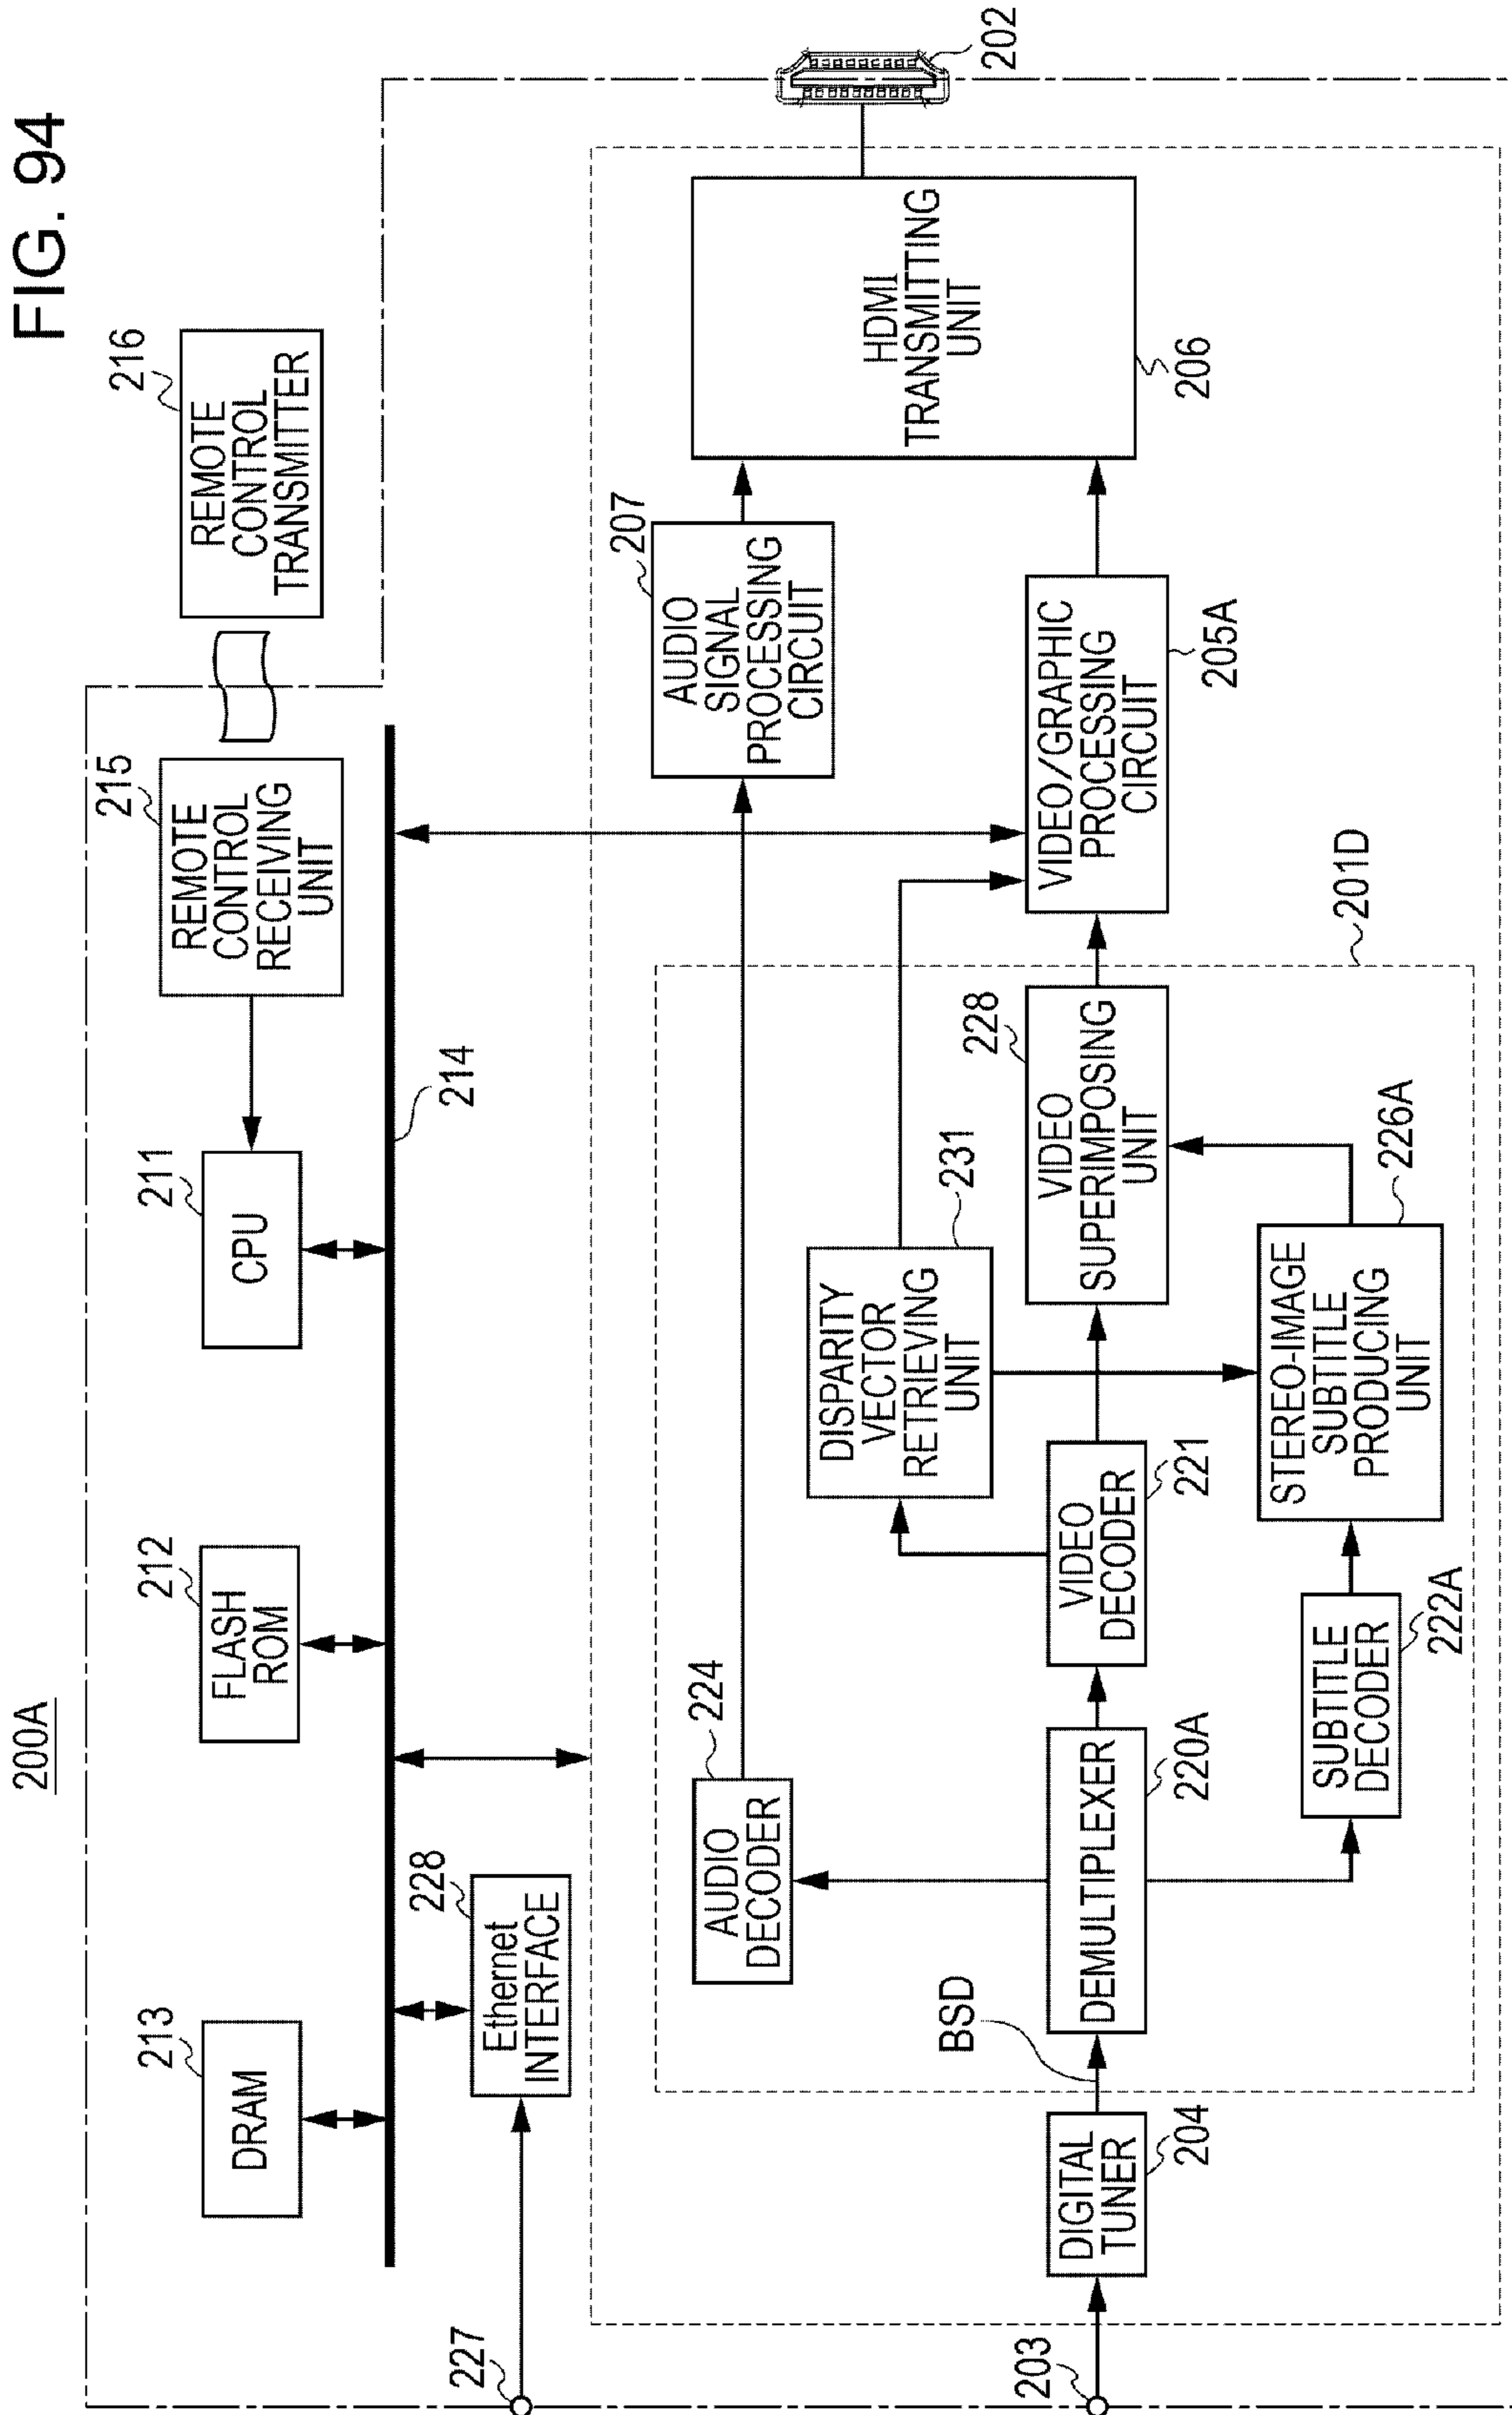 FIG. 94
200A
213
DRAM
212
FLASH
ROM
211
CPU
215
REMOTE
CONTROL
RECEIVING
UNIT
216
REMOTE
CONTROL
TRANSMITTER
214
227
228
Ethernet
INTERFACE
224
AUDIO
DECODER
207
AUDIO
SIGNAL
PROCESSING
CIRCUIT
HDMI
TRANSMITTING
UNIT
206
202
DISPARITY
VECTOR
RETRIEVING
UNIT
231
203
DIGITAL
TUNER
204
BSD
DEMULTIPLEXER
220A
VIDEO
DECODER
221
228
VIDEO
SUPERIMPOSING
UNIT
VIDEO/GRAPHIC
PROCESSING
CIRCUIT
205A
SUBTITLE
DECODER
222A
STEREO-IMAGE
SUBTITLE
PRODUCING
UNIT
226A
201D